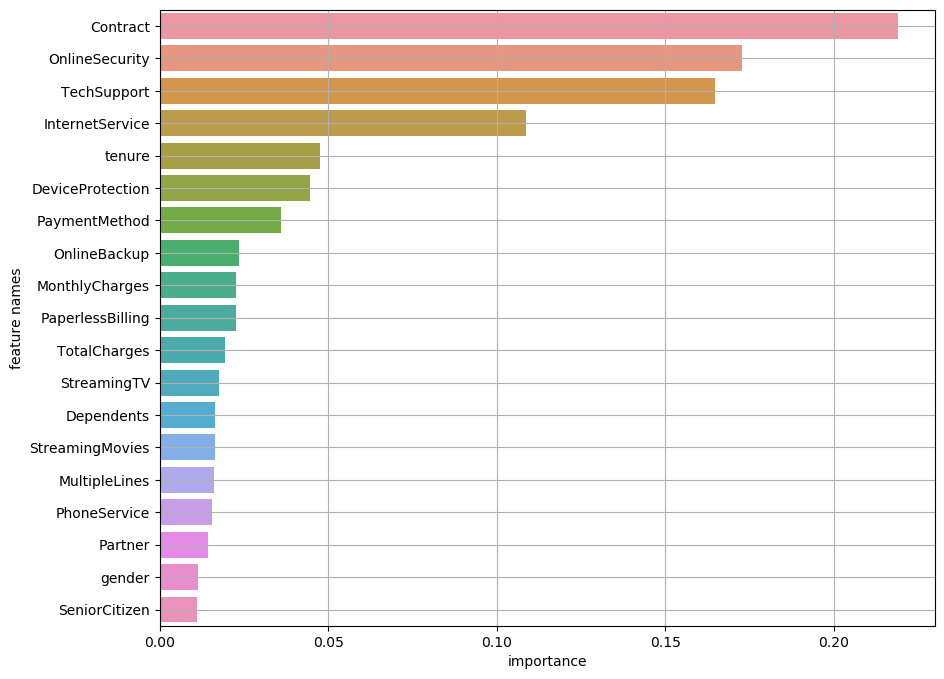 Contract
OnlineSecurity
TechSupport
InternetService
tenure
DeviceProtection
PaymentMethod
OnlineBackup
MonthlyCharges
PaperlessBilling
TotalCharges
StreamingTV
Dependents
StreamingMovies
MultipleLines
PhoneService
Partner
gender
SeniorCitizen
feature names
0.00 0.05 0.10 0.15 0.20
importance